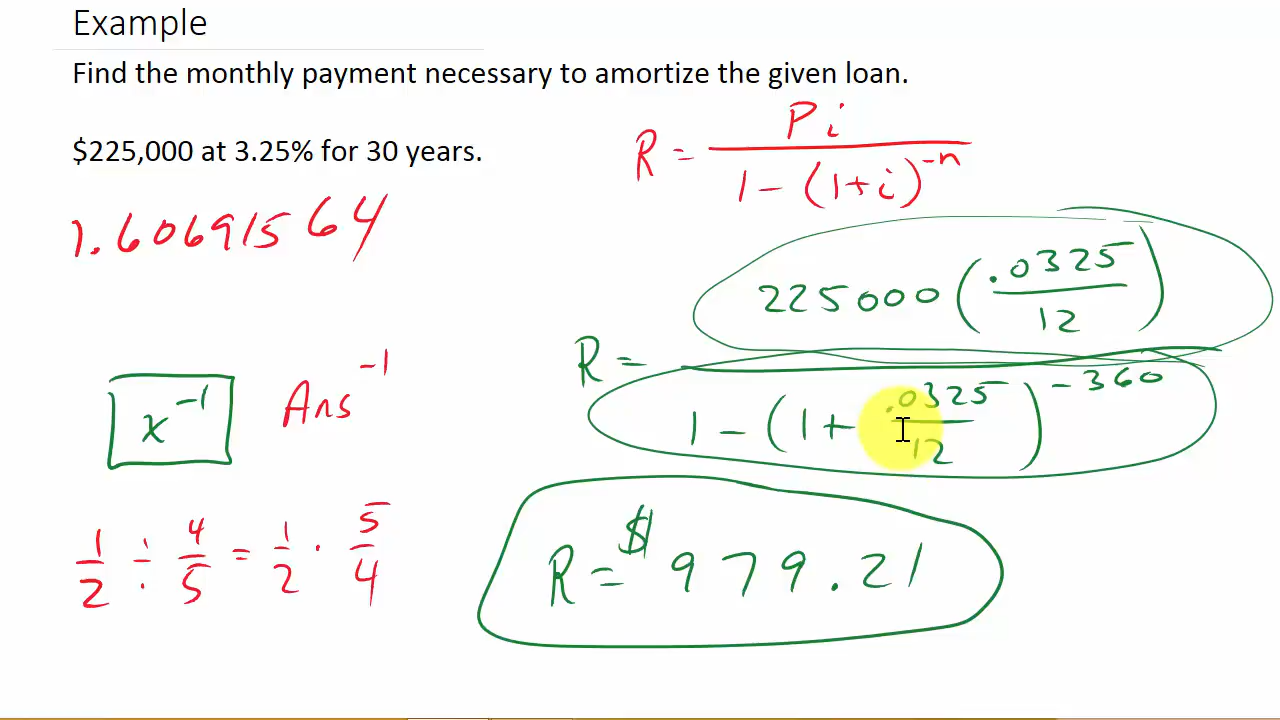 Example
Find the monthly payment necessary to amortize the given loan.
$225,000 at 3.25% for 30 years.
R = Pi / 1 - (1+i)^-n
1.60691564
R = 225000 (.0325/12) / 1 - (1 + .0325/12)^-360
x^-1
Ans^-1
1/2 ÷ 4/5 = 1/2 · 5/4
R = $979.21